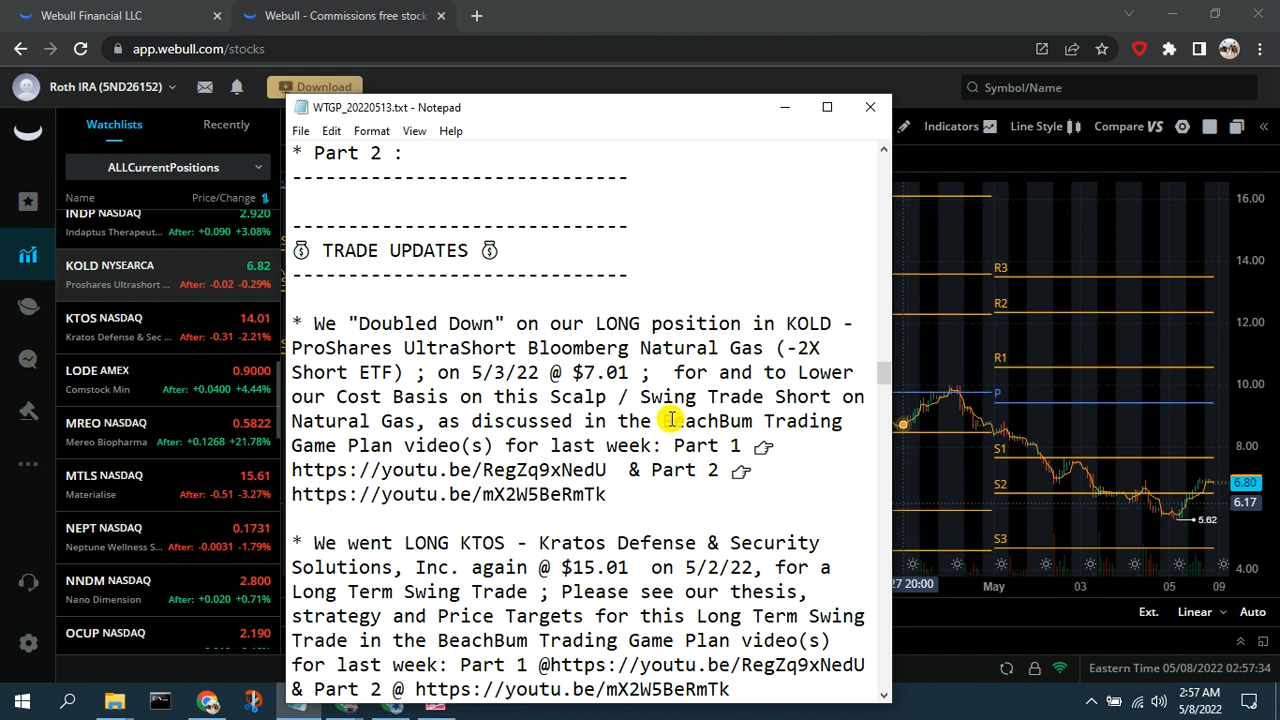 Webull Financial LLC
Webull - Commissions free stock
app.webull.com/stocks
Roth IRA (5ND26152)
Download
Symbol/Name
Watchlists
Recently
ALLCurrentPositions
Name Price/Change
INDP NASDAQ 2.920
Indaptus Therapeut... After: +0.090 +3.08%
KOLD NYSEARCA 6.82
Proshares Ultrashort ... After: -0.02 -0.29%
KTOS NASDAQ 14.01
Kratos Defense & Sec ... After: -0.31 -2.21%
LODE AMEX 0.9000
Comstock Min After: +0.0400 +4.44%
MREO NASDAQ 0.5822
Mereo Biopharma After: +0.1268 +21.78%
MTLS NASDAQ 15.61
Materialise After: -0.51 -3.27%
NEPT NASDAQ 0.1731
Neptune Wellness S... After: -0.0031 -1.79%
NNDM NASDAQ 2.800
Nano Dimension After: +0.020 +0.71%
OCUP NASDAQ 2.190
WTGP_20220513.txt - Notepad
File Edit Format View Help
* Part 2 :
------------------------------
------------------------------
💰 TRADE UPDATES 💰
------------------------------
* We "Doubled Down" on our LONG position in KOLD -
ProShares UltraShort Bloomberg Natural Gas (-2X
Short ETF) ; on 5/3/22 @ $7.01 ;  for and to Lower
our Cost Basis on this Scalp / Swing Trade Short on
Natural Gas, as discussed in the BeachBum Trading
Game Plan video(s) for last week: Part 1 👉
https://youtu.be/RegZq9xNedU  & Part 2 👉
https://youtu.be/mX2W5BeRmTk
* We went LONG KTOS - Kratos Defense & Security
Solutions, Inc. again @ $15.01  on 5/2/22, for a
Long Term Swing Trade ; Please see our thesis,
strategy and Price Targets for this Long Term Swing
Trade in the BeachBum Trading Game Plan video(s)
for last week: Part 1 @https://youtu.be/RegZq9xNedU
& Part 2 @ https://youtu.be/mX2W5BeRmTk
Indicators Line Style Compare VS
16.00
R3
14.00
R2
12.00
R1
10.00
P
8.00
S1
S2
6.80
6.17
5.62
S3
4.00
27 20:00 May 03 05 09
Ext. Linear Auto
Eastern Time 05/08/2022 02:57:34
2:57 AM
5/8/2022